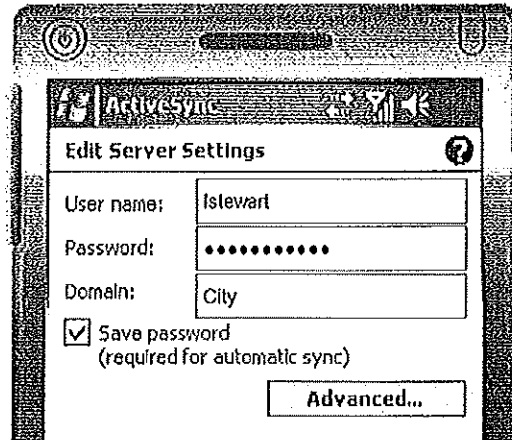 ActiveSync
Edit Server Settings
User name: lstewart
Password: •••••••••••
Domain: City
Save password
(required for automatic sync)
Advanced...